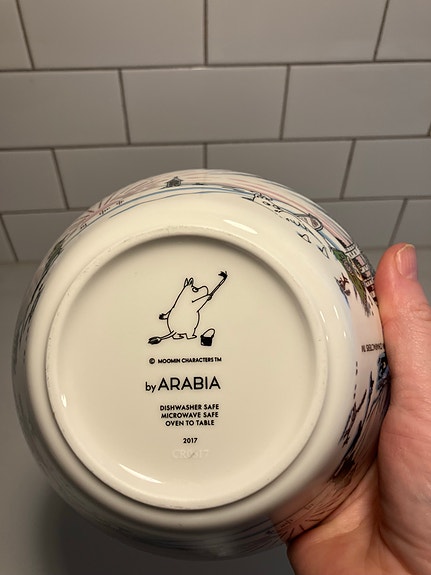 © MOOMIN CHARACTERS™
by ARABIA
DISHWASHER SAFE
MICROWAVE SAFE
OVEN TO TABLE
2017